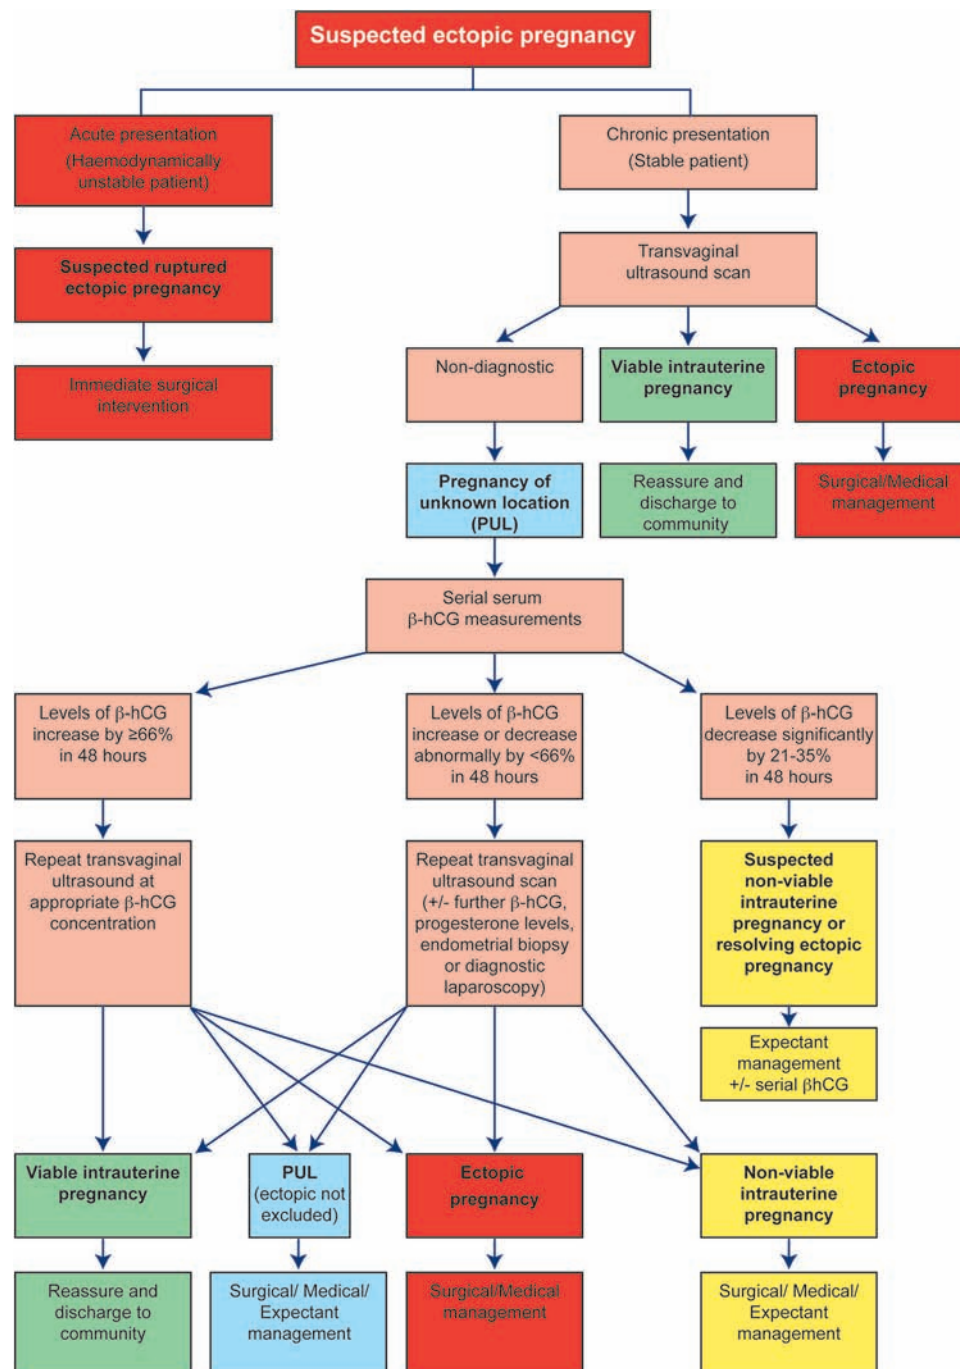 Suspected ectopic pregnancy
Acute presentation
(Haemodynamically
unstable patient)
Chronic presentation
(Stable patient)
Suspected ruptured
ectopic pregnancy
Transvaginal
ultrasound scan
Immediate surgical
intervention
Non-diagnostic
Viable intrauterine
pregnancy
Ectopic
pregnancy
Pregnancy of
unknown location
(PUL)
Reassure and
discharge to
community
Surgical/Medical
management
Serial serum
β-hCG measurements
Levels of β-hCG
increase by ≥66%
in 48 hours
Levels of β-hCG
increase or decrease
abnormally by <66%
in 48 hours
Levels of β-hCG
decrease significantly
by 21-35%
in 48 hours
Repeat transvaginal
ultrasound at
appropriate β-hCG
concentration
Repeat transvaginal
ultrasound scan
(+/- further β-hCG,
progesterone levels,
endometrial biopsy
or diagnostic
laparoscopy)
Suspected
non-viable
intrauterine
pregnancy or
resolving ectopic
pregnancy
Expectant
management
+/- serial βhCG
Viable intrauterine
pregnancy
PUL
(ectopic not
excluded)
Ectopic
pregnancy
Non-viable
intrauterine
pregnancy
Reassure and
discharge to
community
Surgical/ Medical/
Expectant
management
Surgical/Medical
management
Surgical/ Medical/
Expectant
management